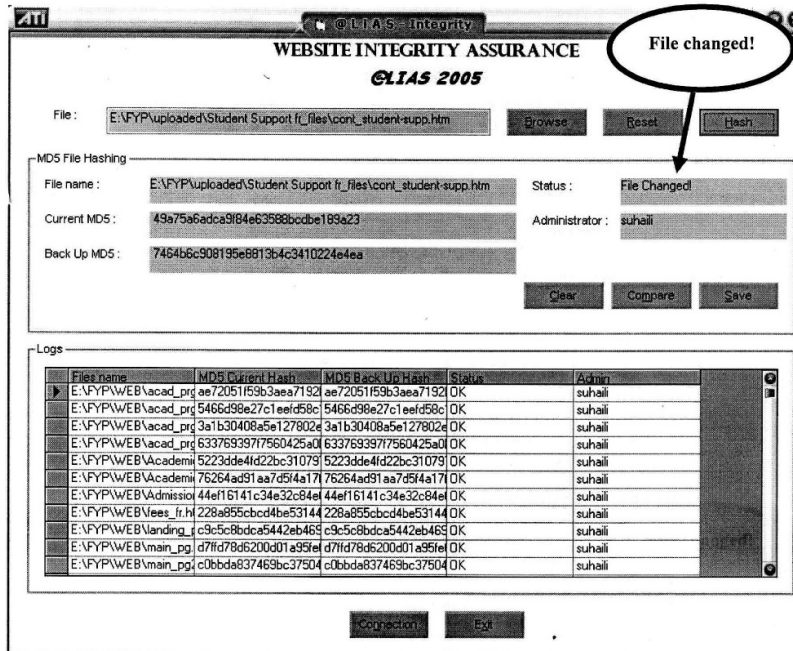 ATI
@ L I A S - Integrity
WEBSITE INTEGRITY ASSURANCE
@LIAS 2005
File changed!
File : E:\FYP\uploaded\Student Support fr_files\cont_student-supp.htm Browse Reset Hash
MD5 File Hashing
File name : E:\FYP\uploaded\Student Support fr_files\cont_student-supp.htm Status : File Changed!
Current MD5 : 49a75a6adca9f84e63588bcdbe189a23 Administrator : suhaili
Back Up MD5 : 7464b6c908195e8813b4c3410224e4ea
Clear Compare Save
Logs
Files name MD5 Current Hash MD5 Back Up Hash Status Admin
E:\FYP\WEB\acad_prg ae72051f59b3aea7192 ae72051f59b3aea7192 OK suhaili
E:\FYP\WEB\acad_prg 5466d98e27c1eefd58c 5466d98e27c1eefd58c OK suhaili
E:\FYP\WEB\acad_prg 3a1b30408a5e127802e 3a1b30408a5e127802e OK suhaili
E:\FYP\WEB\acad_prg 633769397f7560425a0 633769397f7560425a0 OK suhaili
E:\FYP\WEB\Academi 5223dde4fd22bc31079 5223dde4fd22bc31079 OK suhaili
E:\FYP\WEB\Academi 76264ad91aa7d5f4a17 76264ad91aa7d5f4a17 OK suhaili
E:\FYP\WEB\Admission 44ef16141c34e32c84e 44ef16141c34e32c84e OK suhaili
E:\FYP\WEB\fees_fr.h 228a855cbcd4be53144 228a855cbcd4be53144 OK suhaili
E:\FYP\WEB\landing_p c9c5c8bdca5442eb469 c9c5c8bdca5442eb469 OK suhaili
E:\FYP\WEB\main_pg. d7ffd78d6200d01a95fe d7ffd78d6200d01a95fe OK suhaili
E:\FYP\WEB\main_pg2 c0bbda837469bc37504 c0bbda837469bc37504 OK suhaili
Connection Exit